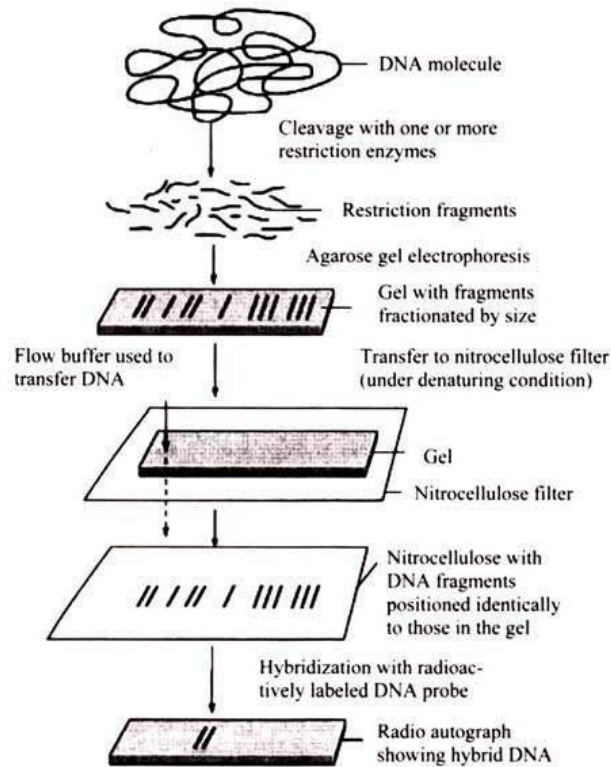 DNA molecule
Cleavage with one or more
restriction enzymes
Restriction fragments
Agarose gel electrophoresis
Gel with fragments
fractionated by size
Flow buffer used to
transfer DNA
Transfer to nitrocellulose filter
(under denaturing condition)
Gel
Nitrocellulose filter
Nitrocellulose with
DNA fragments
positioned identically
to those in the gel
Hybridization with radioac-
tively labeled DNA probe
Radio autograph
showing hybrid DNA